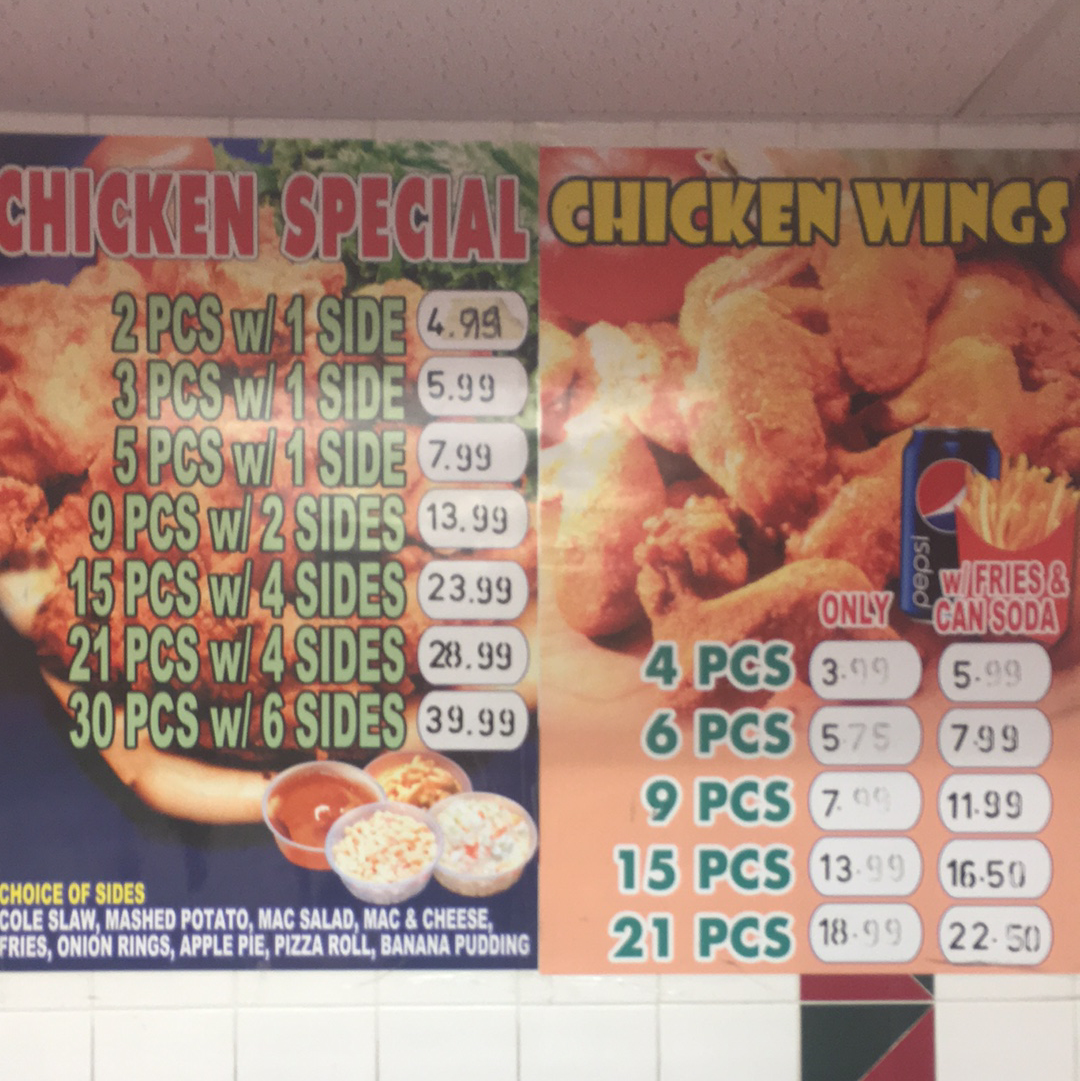 CHICKEN SPECIAL
2 PCS w/ 1 SIDE 4.99
3 PCS w/ 1 SIDE 5.99
5 PCS w/ 1 SIDE 7.99
9 PCS w/ 2 SIDES 13.99
15 PCS w/ 4 SIDES 23.99
21 PCS w/ 4 SIDES 28.99
30 PCS w/ 6 SIDES 39.99
CHOICE OF SIDES
COLE SLAW, MASHED POTATO, MAC SALAD, MAC & CHEESE,
FRIES, ONION RINGS, APPLE PIE, PIZZA ROLL, BANANA PUDDING
CHICKEN WINGS
pepsi
ONLY
w/ FRIES &
CAN SODA
4 PCS 3.99 5.99
6 PCS 5.75 7.99
9 PCS 7.99 11.99
15 PCS 13.99 16.50
21 PCS 18.99 22.50